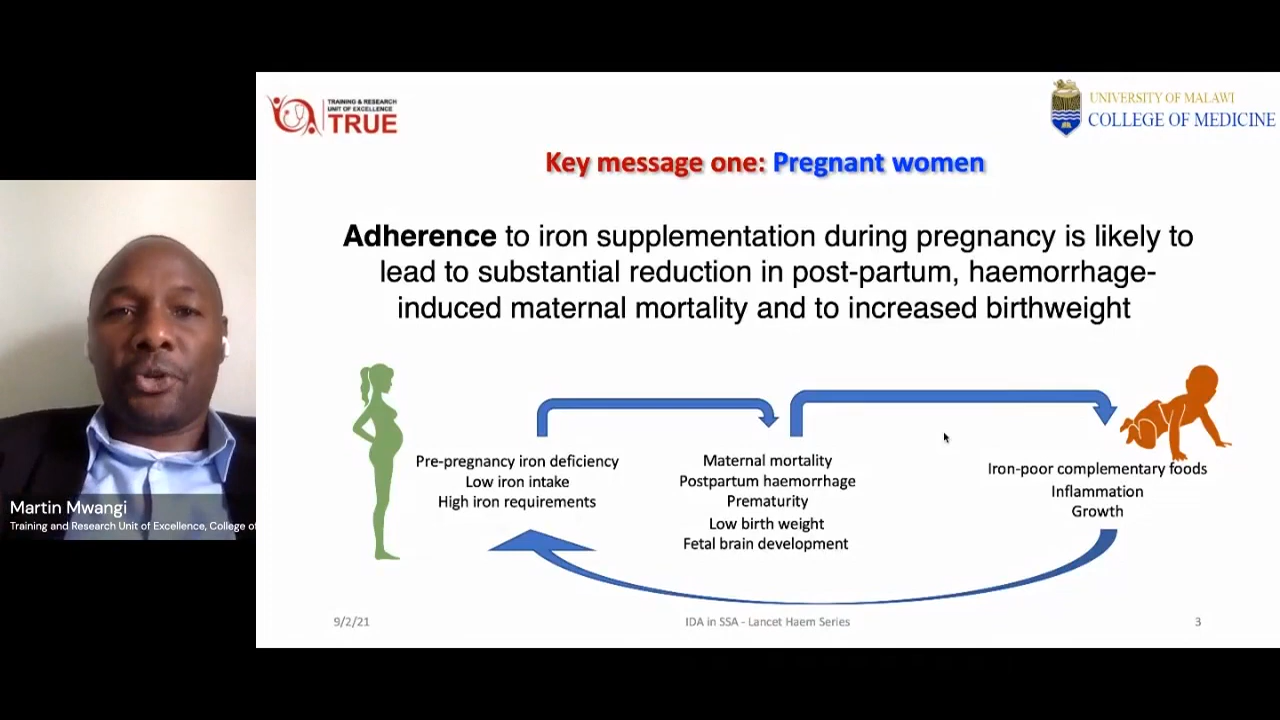 TRAINING & RESEARCH
UNIT OF EXCELLENCE
TRUE
UNIVERSITY OF MALAWI
COLLEGE OF MEDICINE
Key message one: Pregnant women
Adherence to iron supplementation during pregnancy is likely to
lead to substantial reduction in post-partum, haemorrhage-
induced maternal mortality and to increased birthweight
Pre-pregnancy iron deficiency
Low iron intake
High iron requirements
Maternal mortality
Postpartum haemorrhage
Prematurity
Low birth weight
Fetal brain development
Iron-poor complementary foods
Inflammation
Growth
Martin Mwangi
Training and Research Unit of Excellence, College of
9/2/21
IDA in SSA - Lancet Haem Series
3